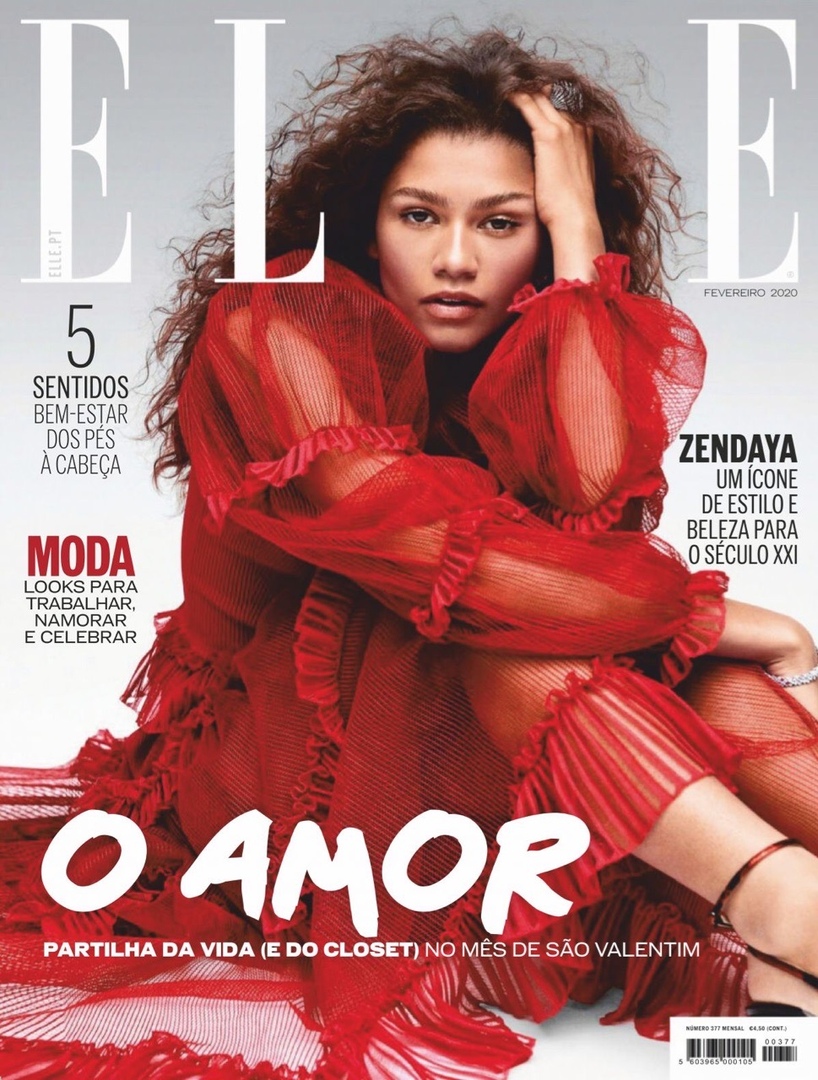 ELLE
ELLE.PT
FEVEREIRO 2020
5
SENTIDOS
BEM-ESTAR
DOS PÉS
À CABEÇA
ZENDAYA
UM ÍCONE
DE ESTILO E
BELEZA PARA
O SÉCULO XXI
MODA
LOOKS PARA
TRABALHAR,
NAMORAR
E CELEBRAR
O AMOR
PARTILHA DA VIDA (E DO CLOSET) NO MÊS DE SÃO VALENTIM
NÚMERO 377 MENSAL €4,50 (CONT.)
00377
5 603965 000105